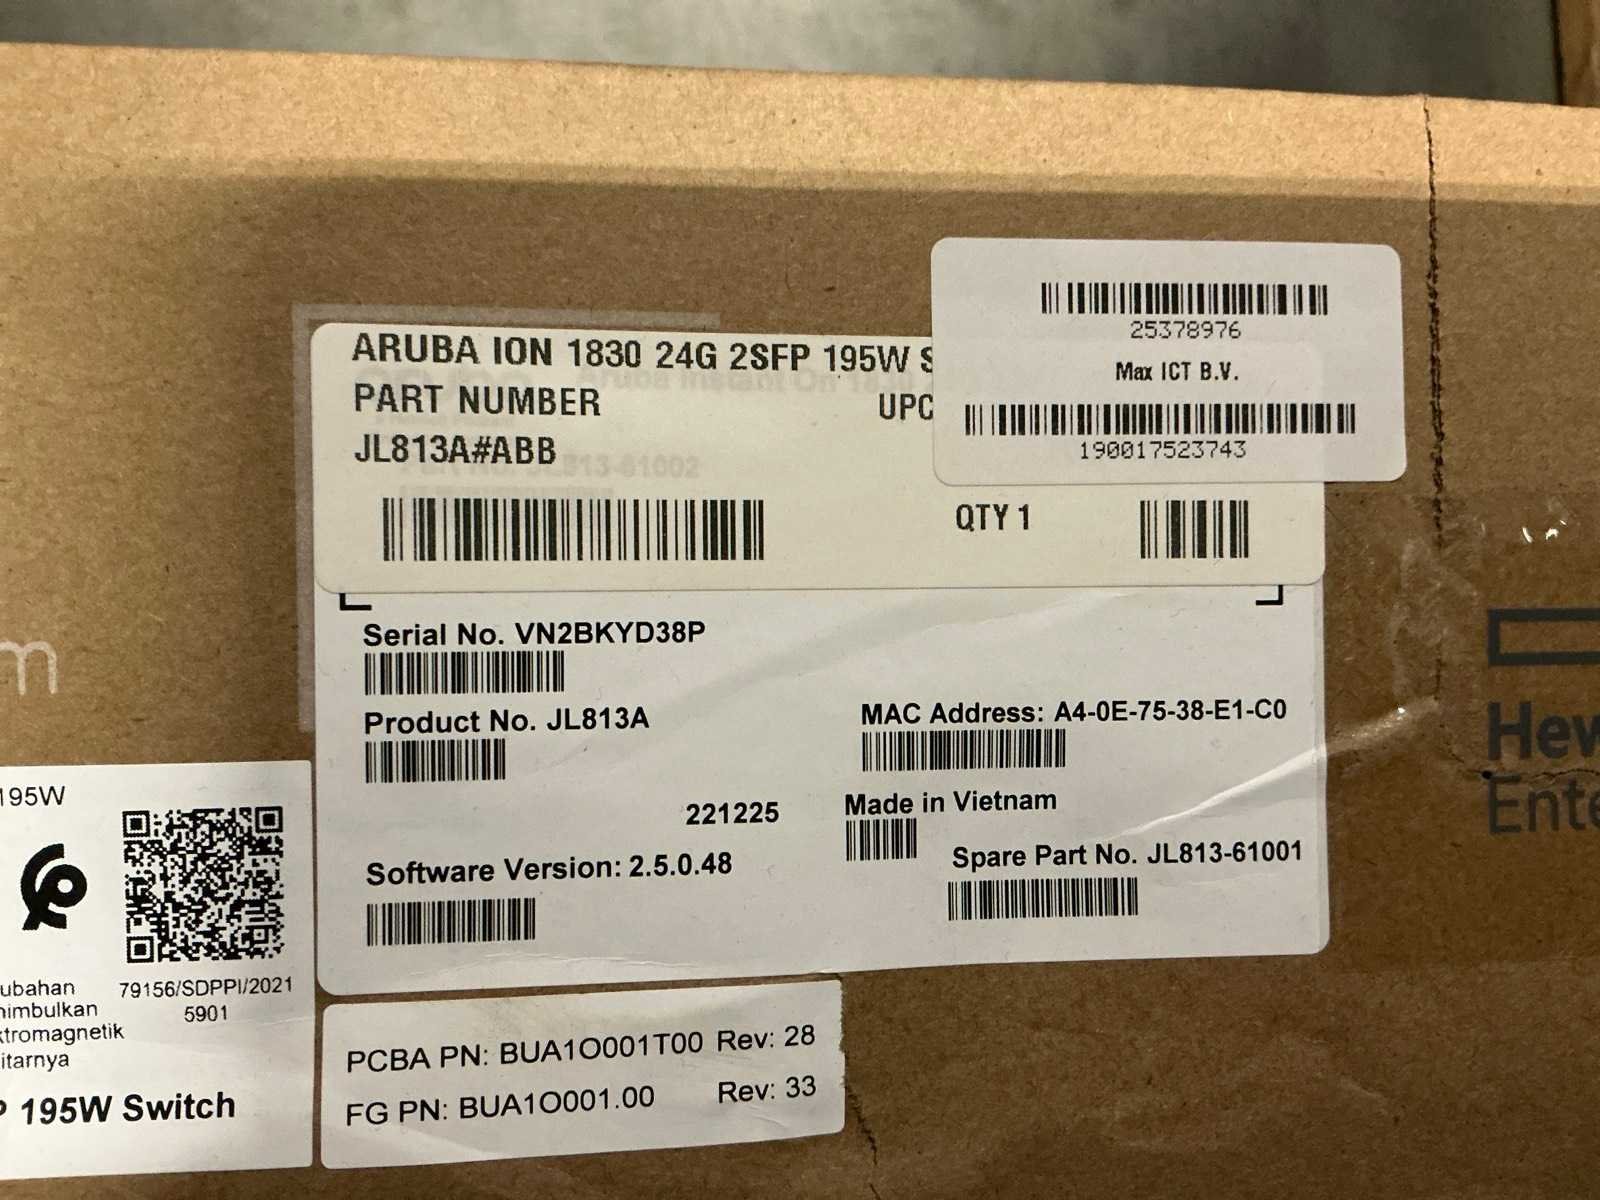 25378976
Max ICT B.V.
190017523743
ARUBA ION 1830 24G 2SFP 195W S
PART NUMBER
UPC
JL813A#ABB
QTY 1
Serial No. VN2BKYD38P
Product No. JL813A
MAC Address: A4-0E-75-38-E1-C0
221225
Made in Vietnam
Software Version: 2.5.0.48
Spare Part No. JL813-61001
PCBA PN: BUA1O001T00 Rev: 28
FG PN: BUA1O001.00 Rev: 33
m
195W
79156/SDPPI/2021
5901
ubahan
nimbulkan
ktromagnetik
itarnya
P 195W Switch
Hew
Ente